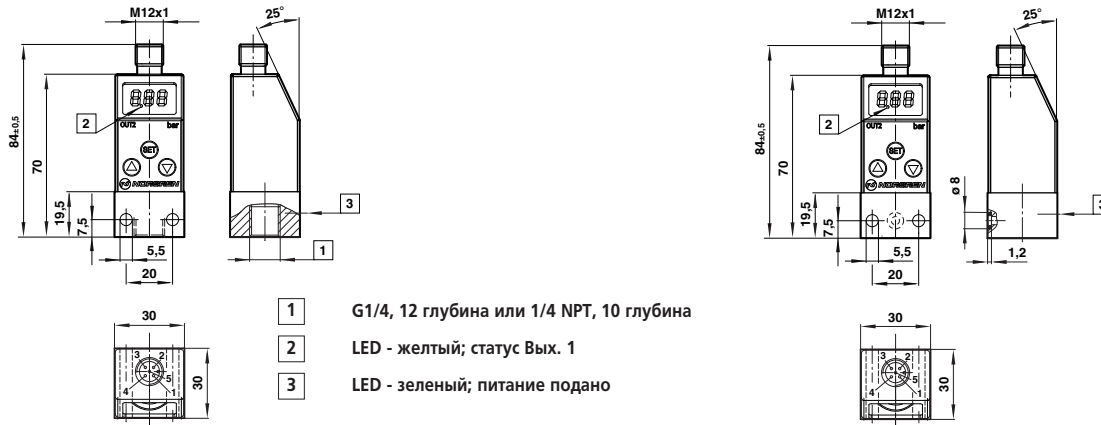 M12x1
25°
84±0,5
70
19,5
7,5
2
OUT2 bar
SET
NORGREN
3
1
5,5
20
30
30
3 2
5
4 1
1 G1/4, 12 глубина или 1/4 NPT, 10 глубина
2 LED - желтый; статус Вых. 1
3 LED - зеленый; питание подано
M12x1
25°
84±0,5
70
19,5
7,5
2
OUT2 bar
SET
NORGREN
ø 8
3
5,5
1,2
20
30
30
3 2
5
4 1